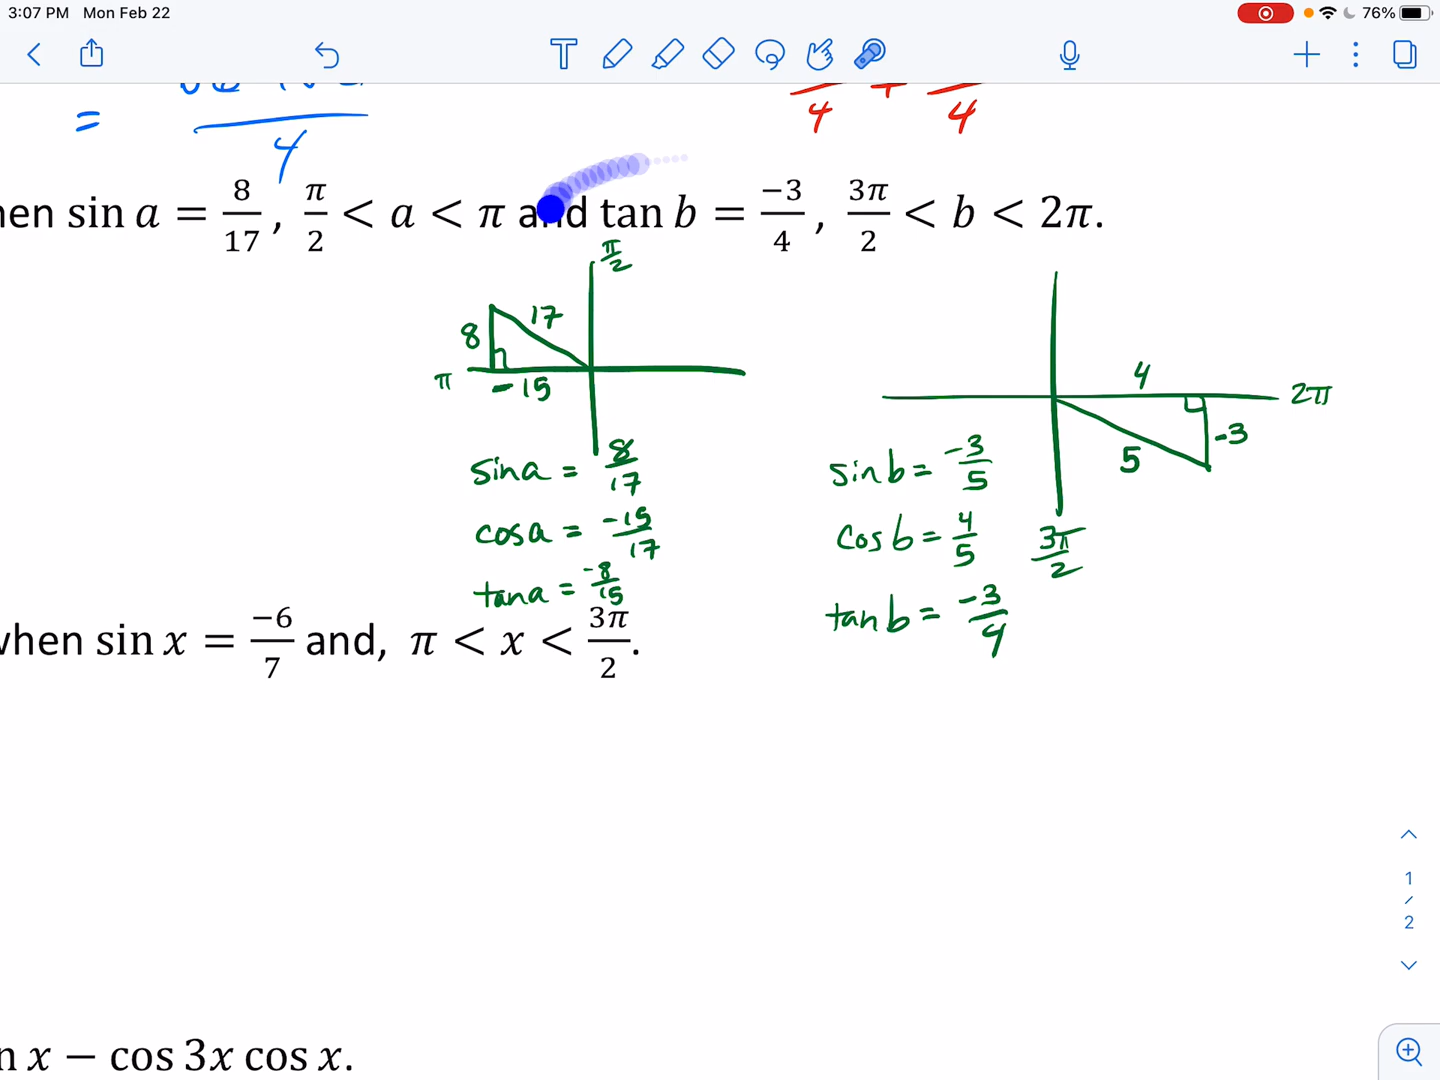 3:07 PM Mon Feb 22 76%
= 4 4 + 4
hen sin a = 8/17, π/2 < a < π and tan b = −3/4, 3π/2 < b < 2π.
π/2
8 17
π −15
4 2π
5 −3
sin a = 8/17
cos a = −15/17
tan a = −8/15
sin b = −3/5
cos b = 4/5
tan b = −3/4
3π/2
when sin x = −6/7 and, π < x < 3π/2.
1
/
2
n x − cos 3x cos x.